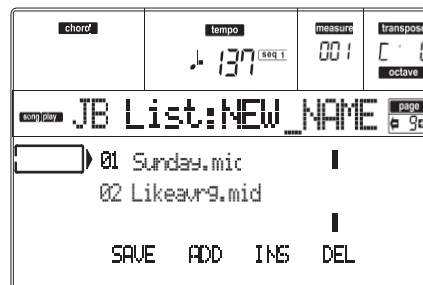 chord tempo measure transpose
♩ 137 seq 1 001 C
octave
song play JB List:NEW_NAME page 9
01 Sunday.mid
02 Likeavrg.mid
SAVE ADD INS DEL